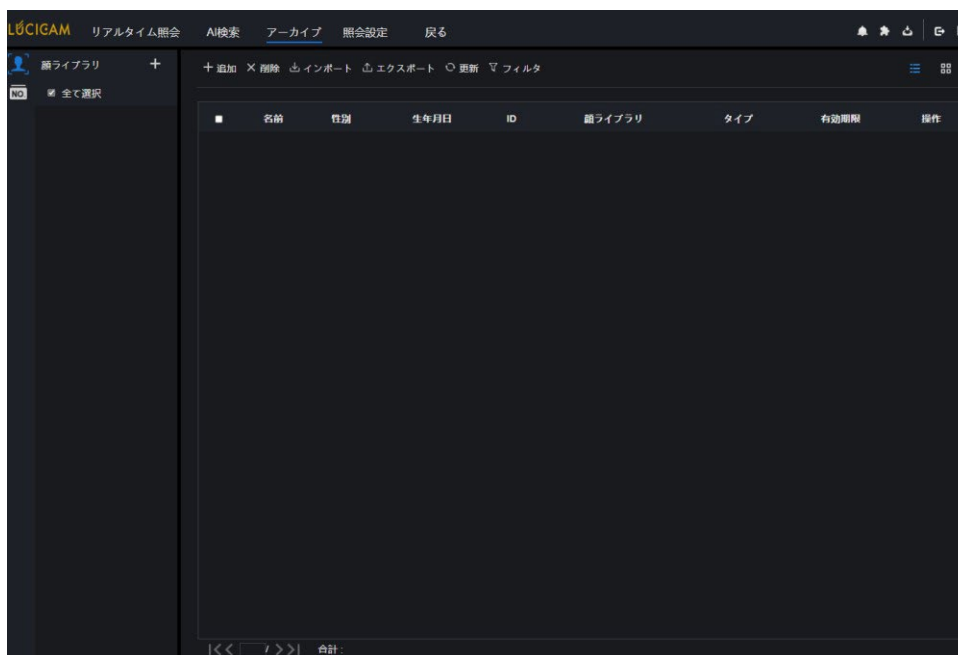 LÚCIGAM リアルタイム照会 AI検索 アーカイブ 照会設定 戻る
顔ライブラリ + 追加 削除 インポート エクスポート 更新 フィルタ
NO. 全て選択
名前 性別 生年月日 ID 顔ライブラリ タイプ 有効期限 操作
|<< / >>| 合計: